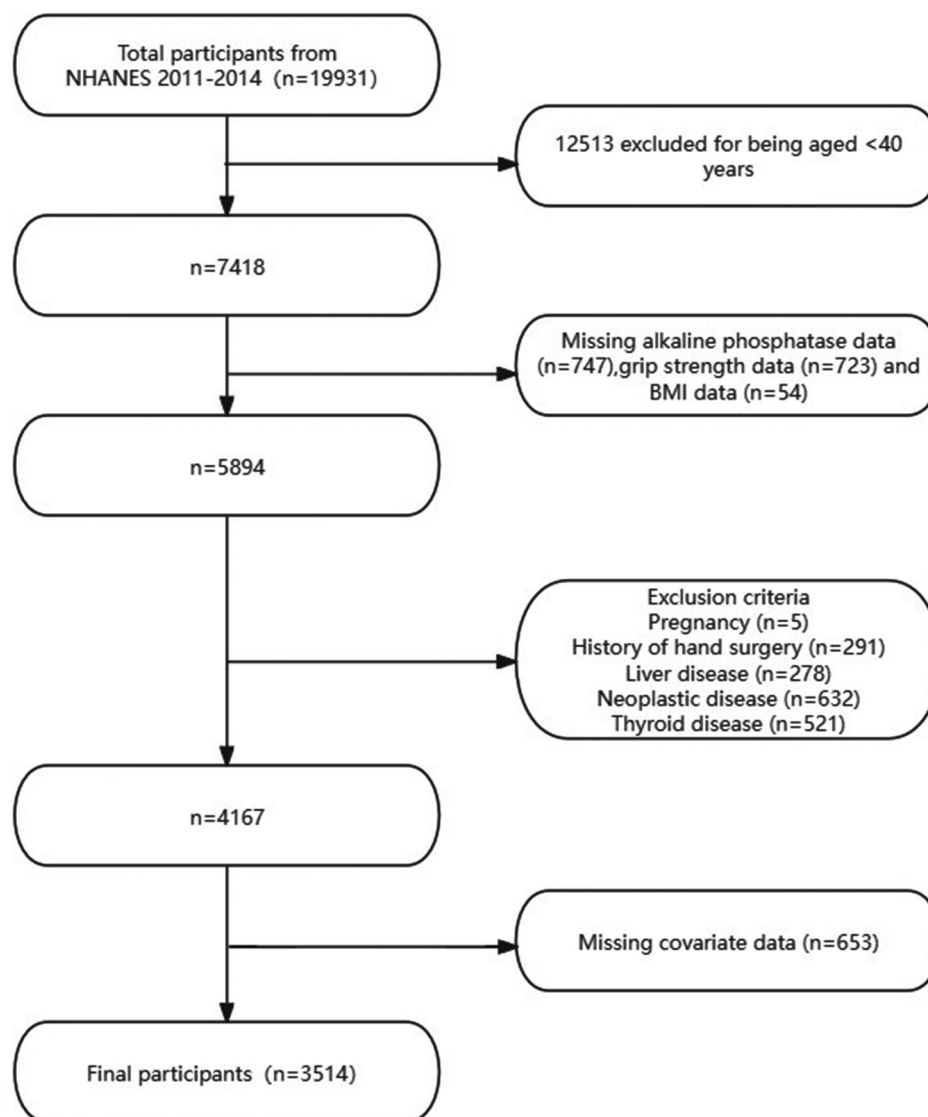 Total participants from
NHANES 2011-2014 (n=19931)
12513 excluded for being aged <40
years
n=7418
Missing alkaline phosphatase data
(n=747),grip strength data (n=723) and
BMI data (n=54)
n=5894
Exclusion criteria
Pregnancy (n=5)
History of hand surgery (n=291)
Liver disease (n=278)
Neoplastic disease (n=632)
Thyroid disease (n=521)
n=4167
Missing covariate data (n=653)
Final participants (n=3514)